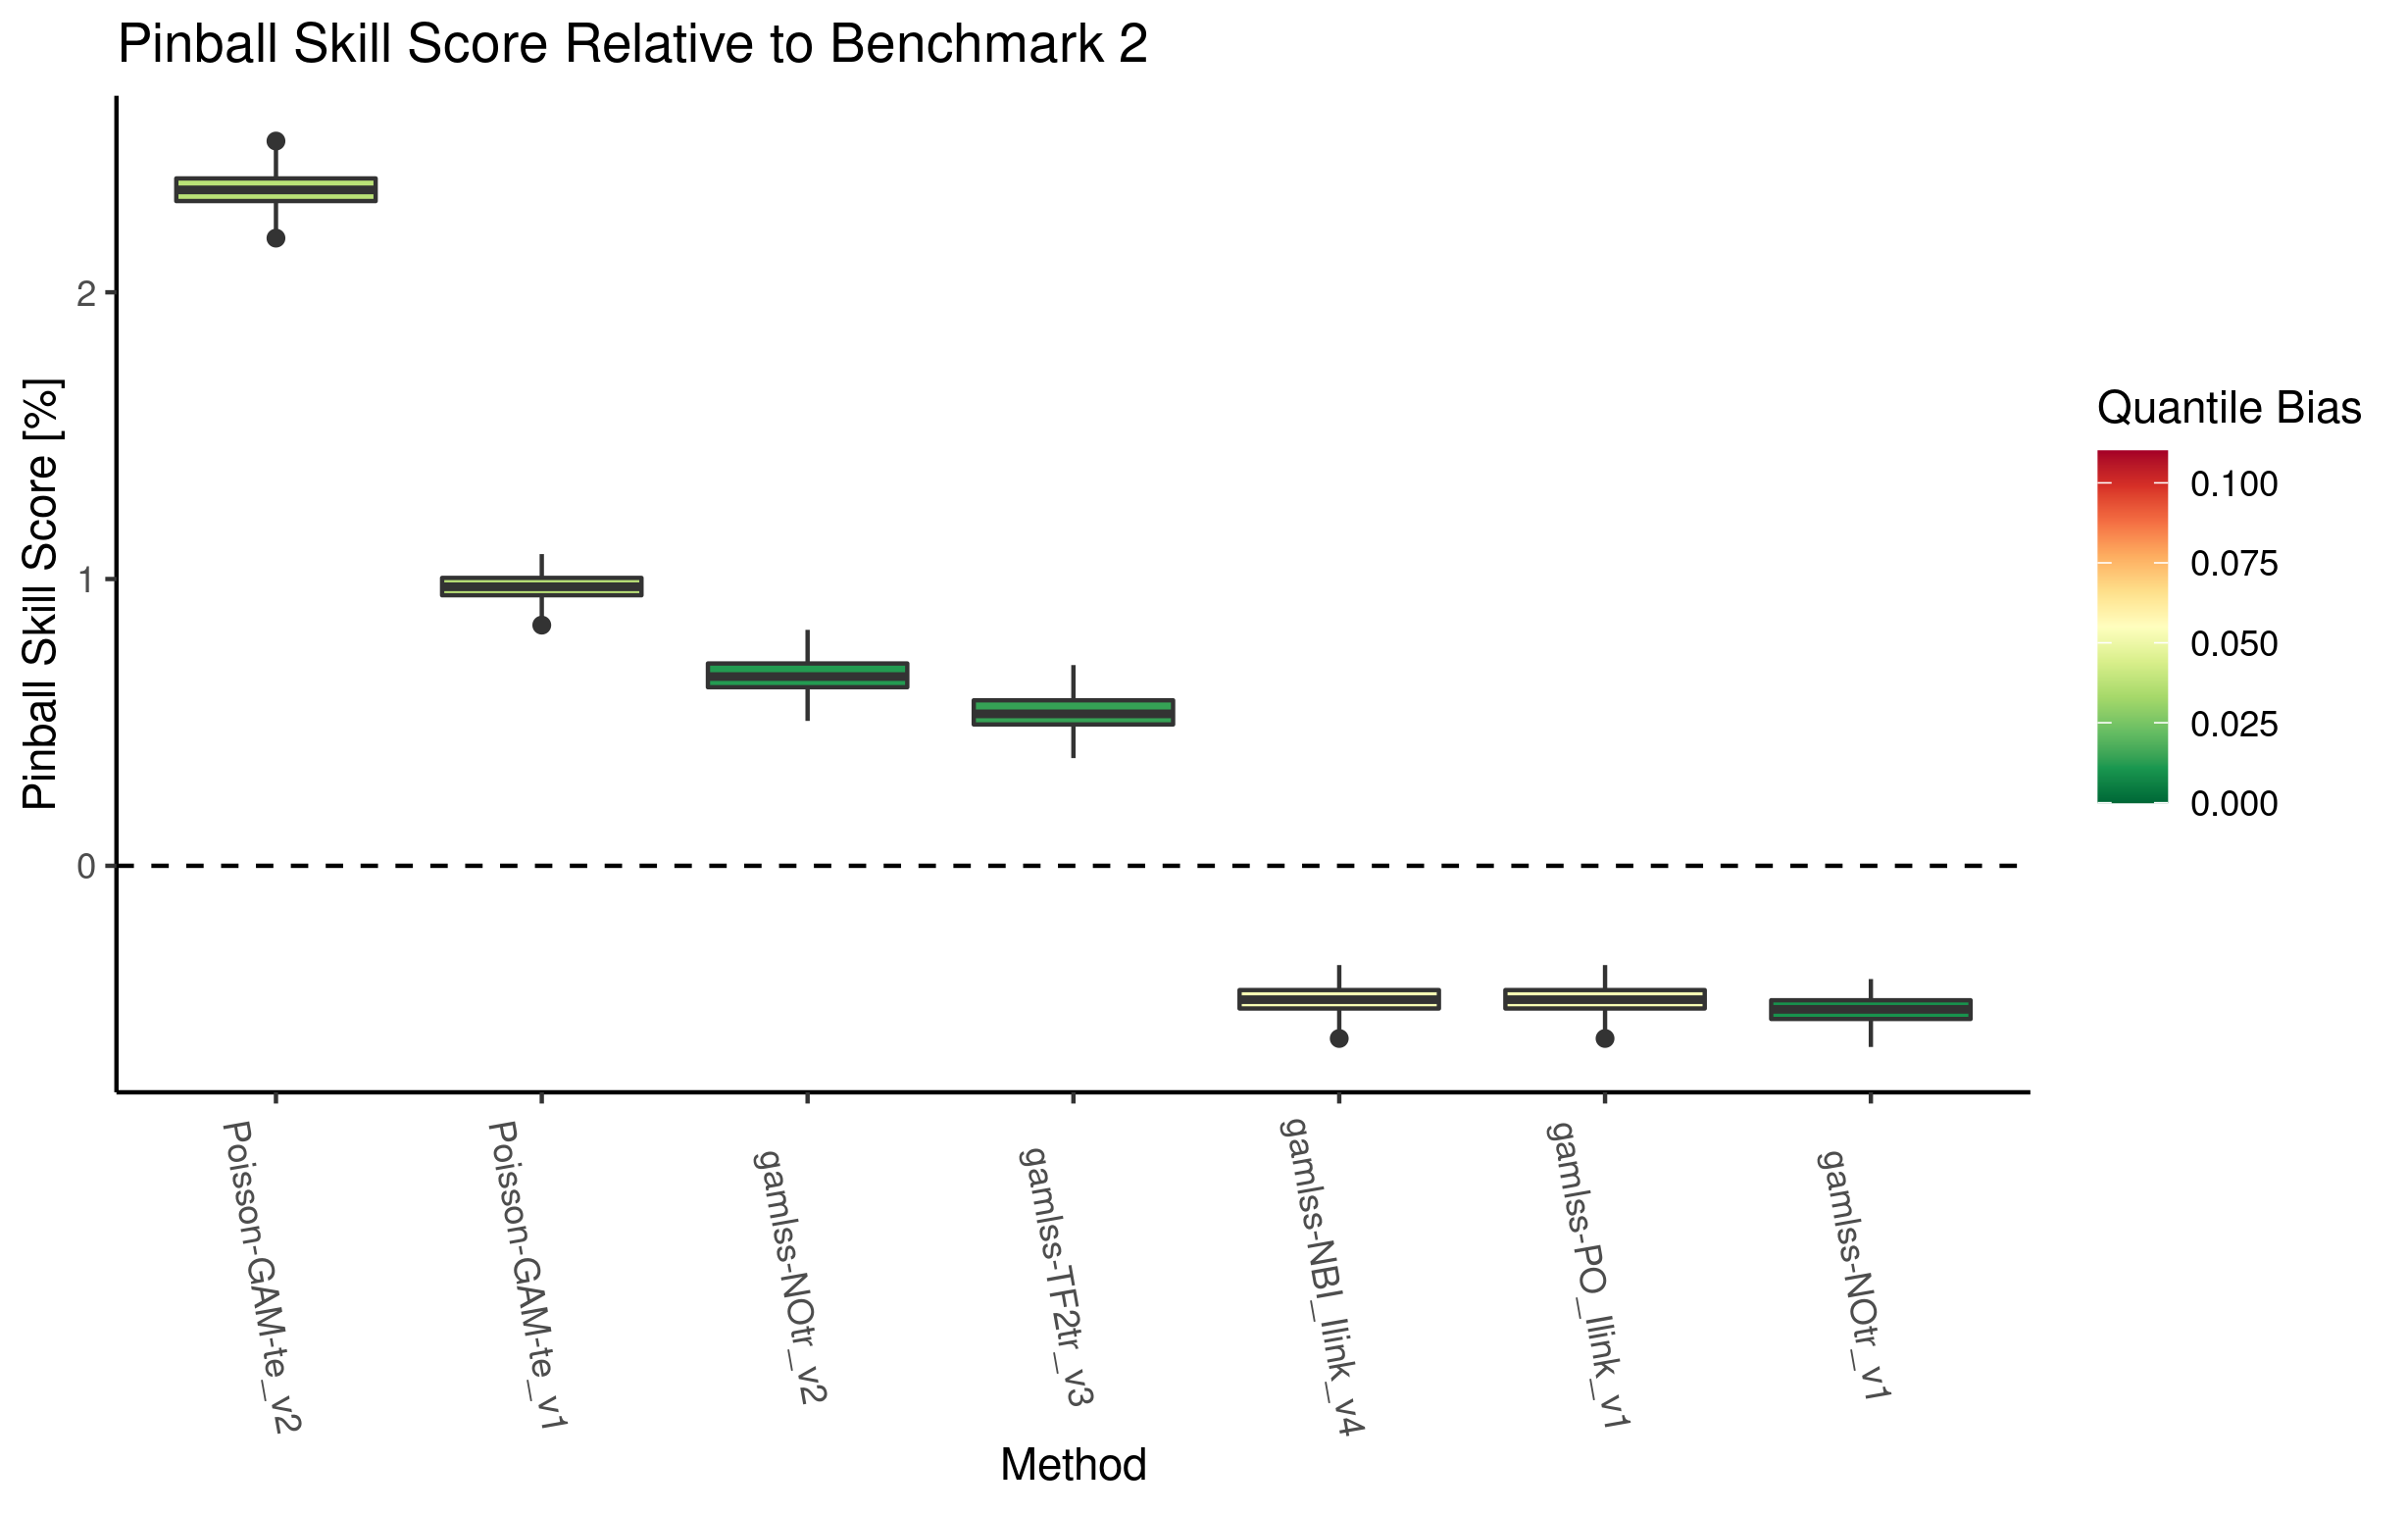 Pinball Skill Score Relative to Benchmark 2
Pinball Skill Score [%]
2
1
0
Poisson-GAM-te_v2
Poisson-GAM-te_v1
gamlss-NOtr_v2
gamlss-TF2tr_v3
gamlss-NBI_llink_v4
gamlss-PO_llink_v1
gamlss-NOtr_v1
Method
Quantile Bias
0.100
0.075
0.050
0.025
0.000